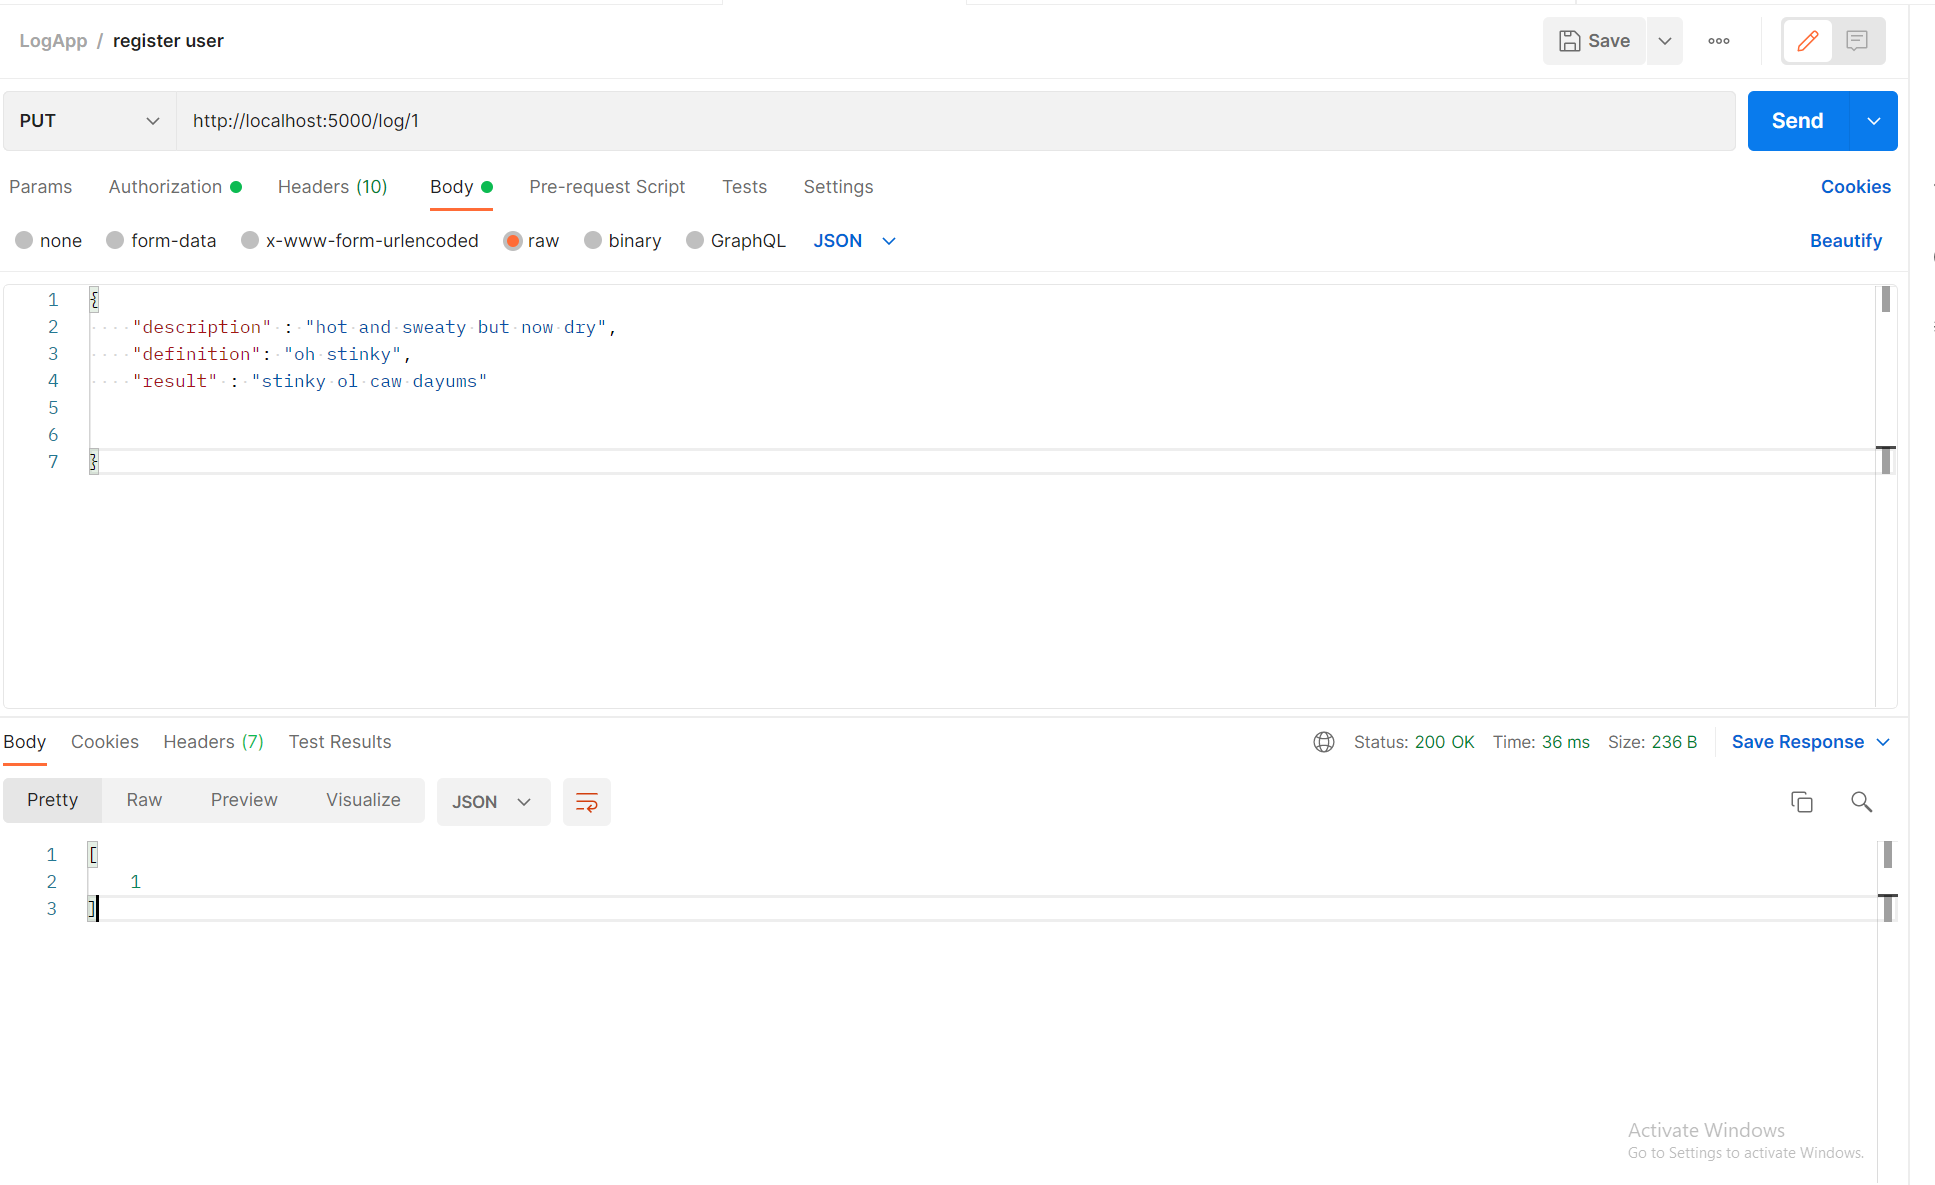 LogApp / register user
Save
PUT
http://localhost:5000/log/1
Send
Params Authorization Headers (10) Body Pre-request Script Tests Settings Cookies
none form-data x-www-form-urlencoded raw binary GraphQL JSON Beautify
1 {
2 "description" : "hot and sweaty but now dry",
3 "definition": "oh stinky",
4 "result" : "stinky ol caw dayums"
5
6
7 }
Body Cookies Headers (7) Test Results Status: 200 OK Time: 36 ms Size: 236 B Save Response
Pretty Raw Preview Visualize JSON
1 [
2 1
3 ]
Activate Windows
Go to Settings to activate Windows.